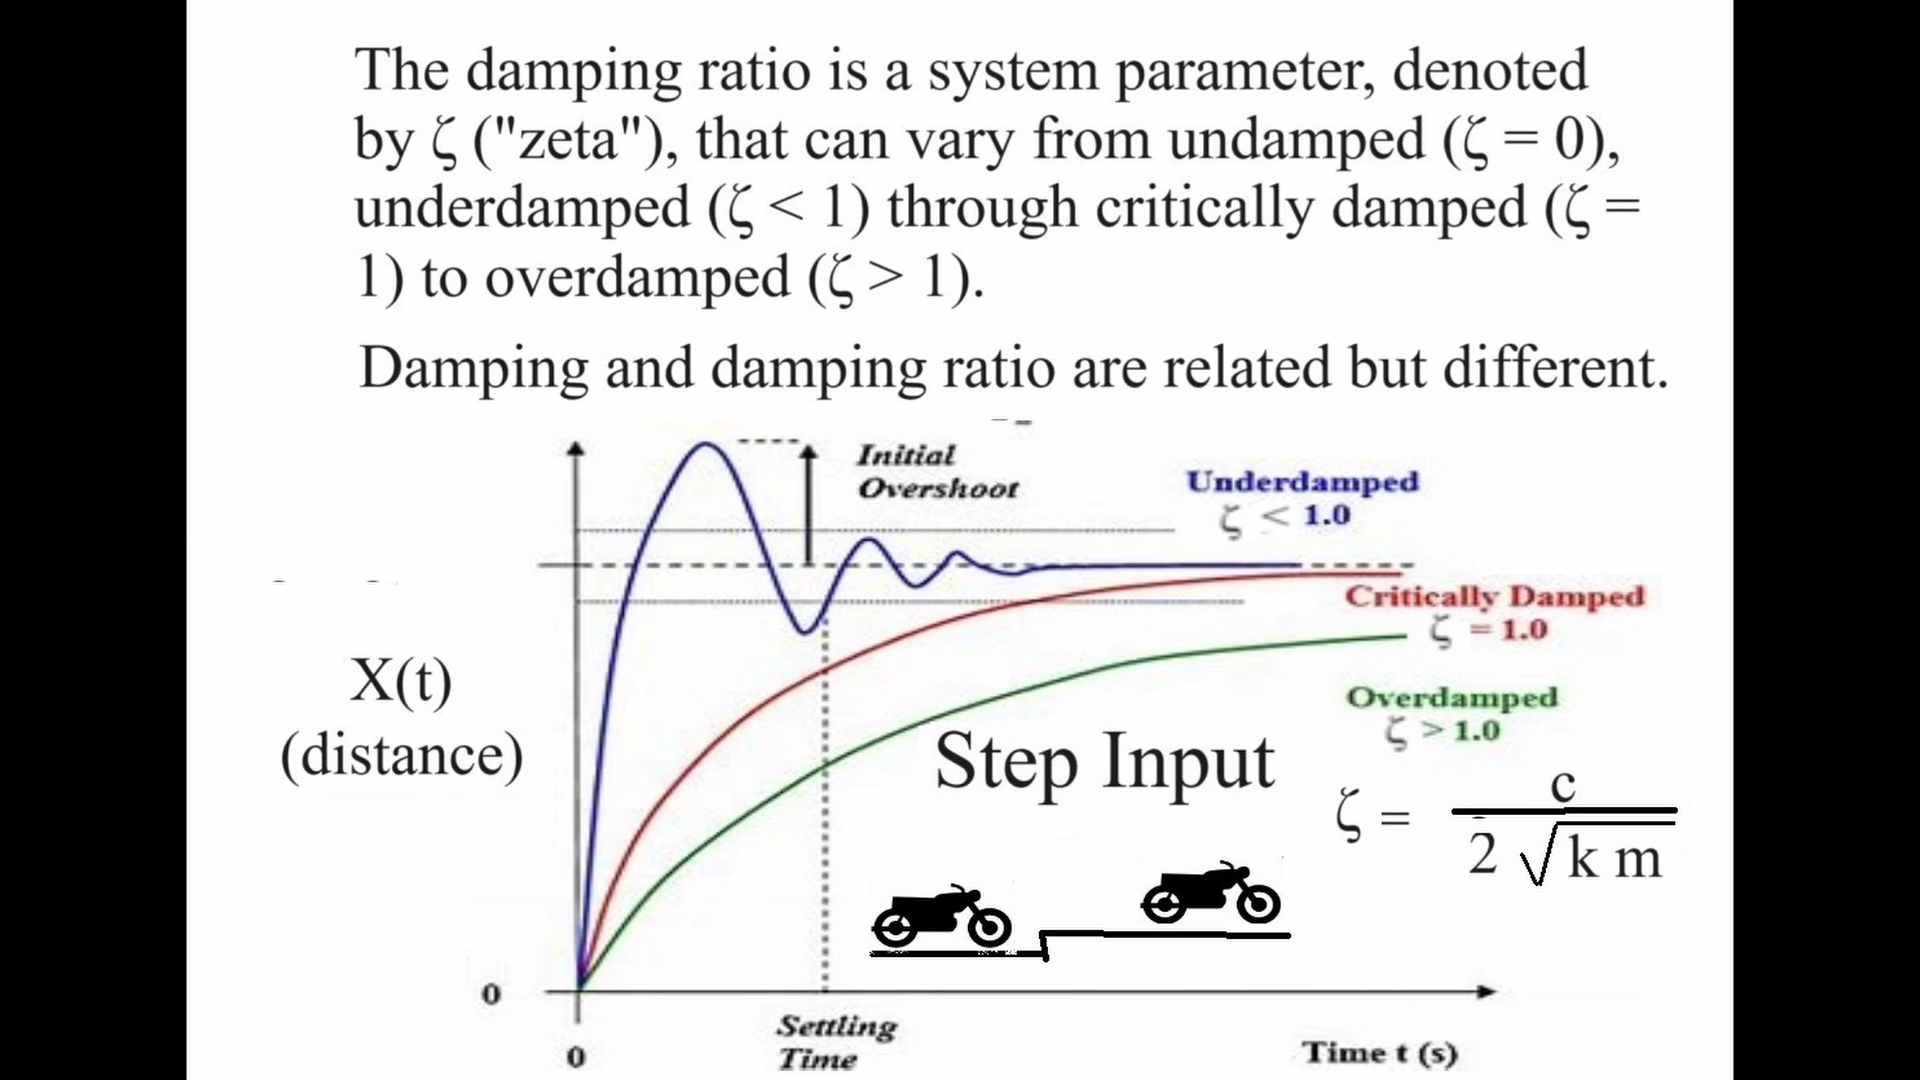 The damping ratio is a system parameter, denoted
by ζ ("zeta"), that can vary from undamped (ζ = 0),
underdamped (ζ < 1) through critically damped (ζ =
1) to overdamped (ζ > 1).
Damping and damping ratio are related but different.
Initial
Overshoot
Underdamped
ζ < 1.0
Critically Damped
ζ = 1.0
X(t)
(distance)
Overdamped
ζ > 1.0
Step Input
ζ = c / 2 √k m
0
Settling
Time
0
Time t (s)